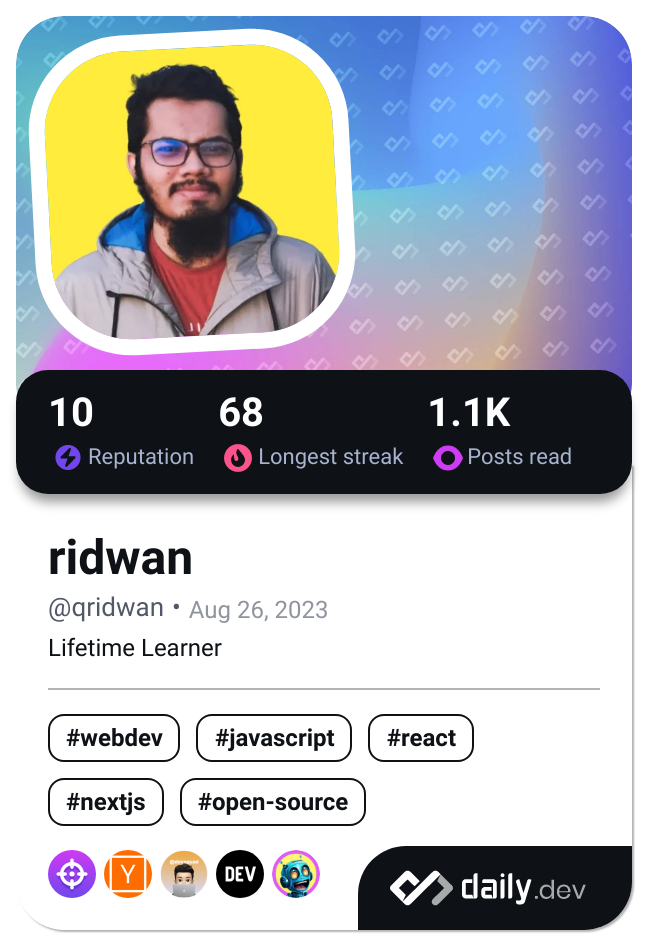 10 68 1.1K
Reputation Longest streak Posts read
ridwan
@qridwan • Aug 26, 2023
Lifetime Learner
#webdev #javascript #react
#nextjs #open-source
Y DEV
daily.dev